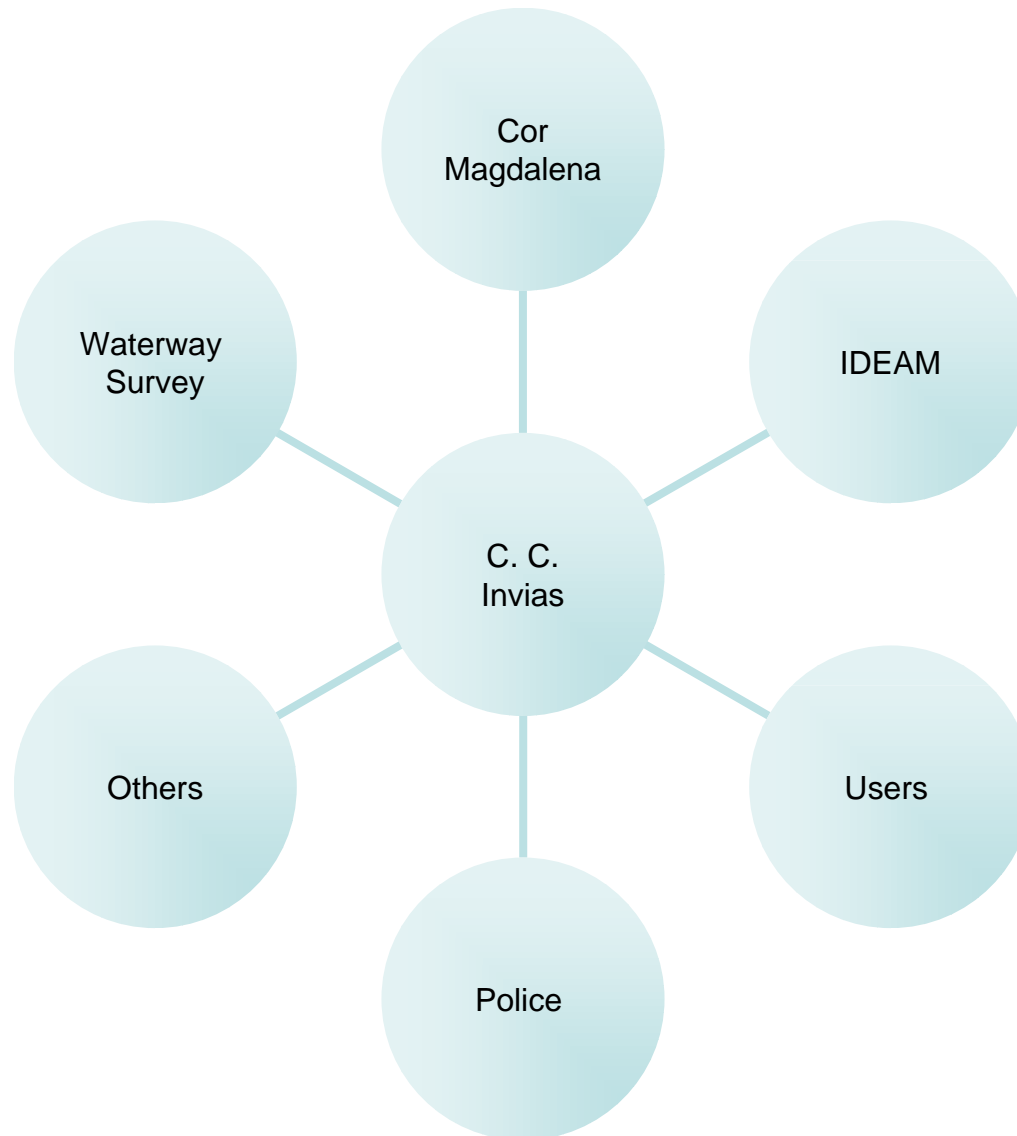 Cor
Magdalena
Waterway
Survey
IDEAM
C. C.
Invias
Others
Users
Police